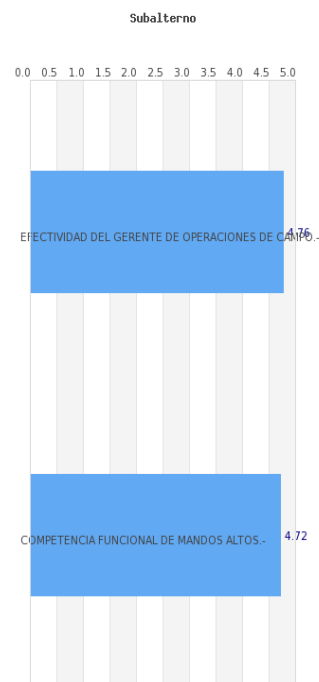 Subalterno
0.0 0.5 1.0 1.5 2.0 2.5 3.0 3.5 4.0 4.5 5.0
EFECTIVIDAD DEL GERENTE DE OPERACIONES DE CAMPO.- 4.76
COMPETENCIA FUNCIONAL DE MANDOS ALTOS.- 4.72